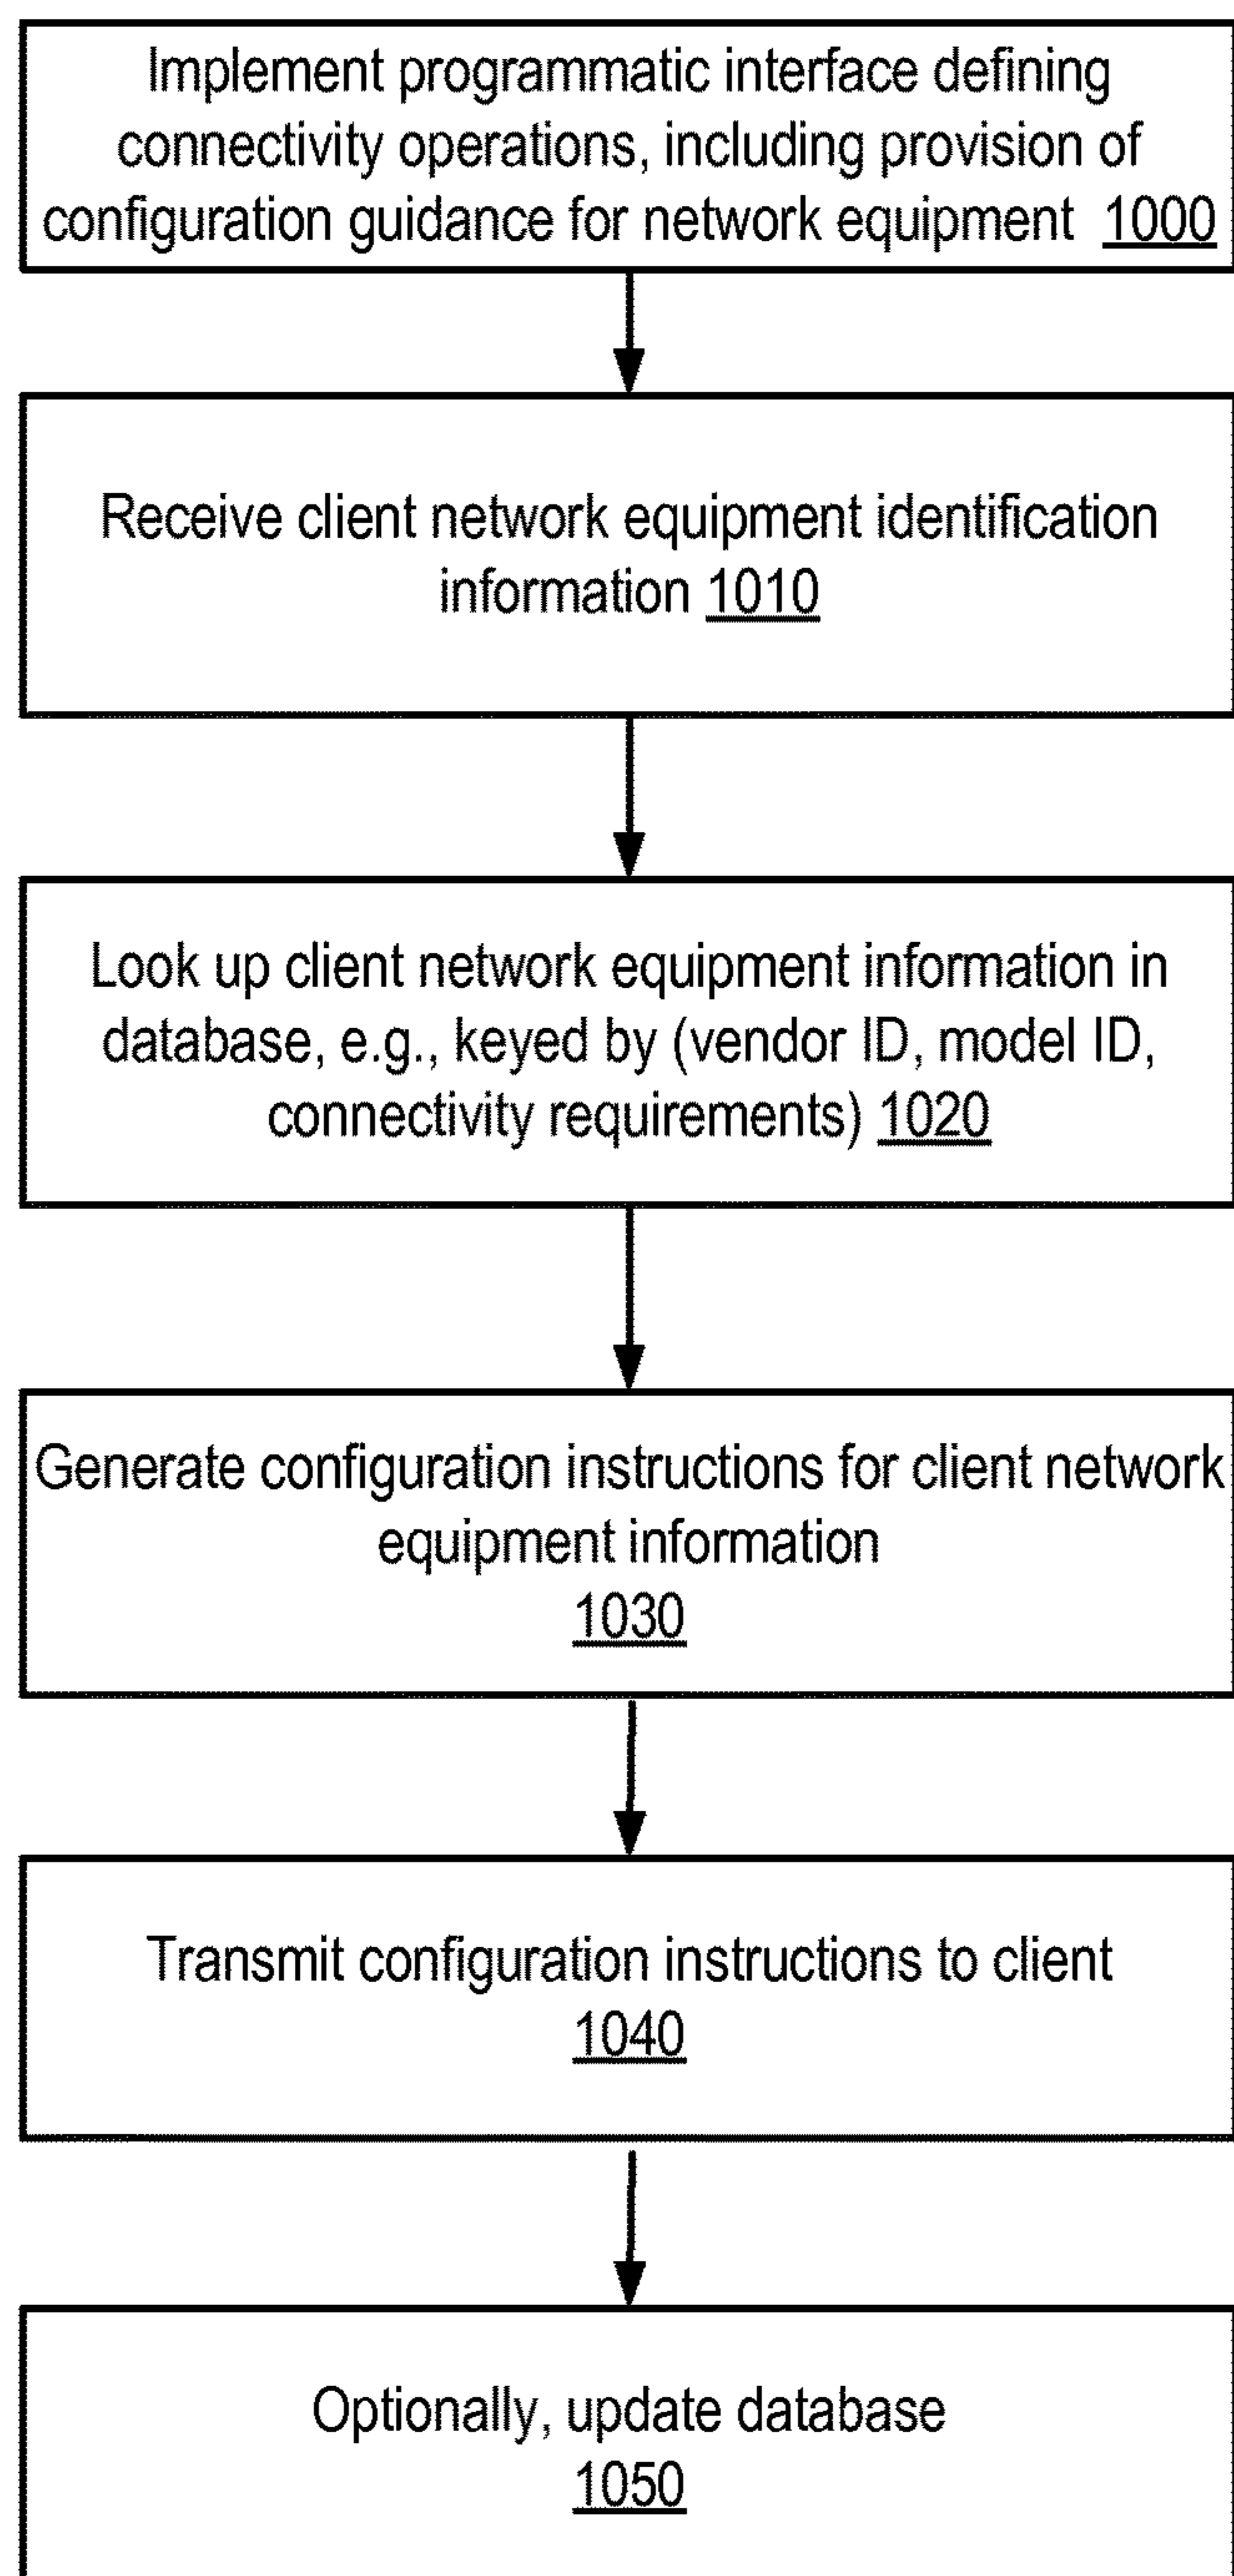 Implement programmatic interface defining
connectivity operations, including provision of
configuration guidance for network equipment 1000
Receive client network equipment identification
information 1010
Look up client network equipment information in
database, e.g., keyed by (vendor ID, model ID,
connectivity requirements) 1020
Generate configuration instructions for client network
equipment information
1030
Transmit configuration instructions to client
1040
Optionally, update database
1050